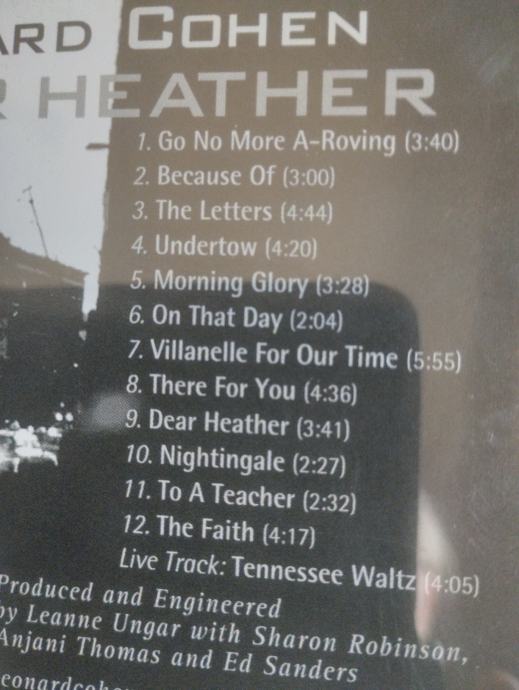 ARD COHEN
R HEATHER
1. Go No More A-Roving (3:40)
2. Because Of (3:00)
3. The Letters (4:44)
4. Undertow (4:20)
5. Morning Glory (3:28)
6. On That Day (2:04)
7. Villanelle For Our Time (5:55)
8. There For You (4:36)
9. Dear Heather (3:41)
10. Nightingale (2:27)
11. To A Teacher (2:32)
12. The Faith (4:17)
Live Track: Tennessee Waltz (4:05)
Produced and Engineered
by Leanne Ungar with Sharon Robinson,
Anjani Thomas and Ed Sanders